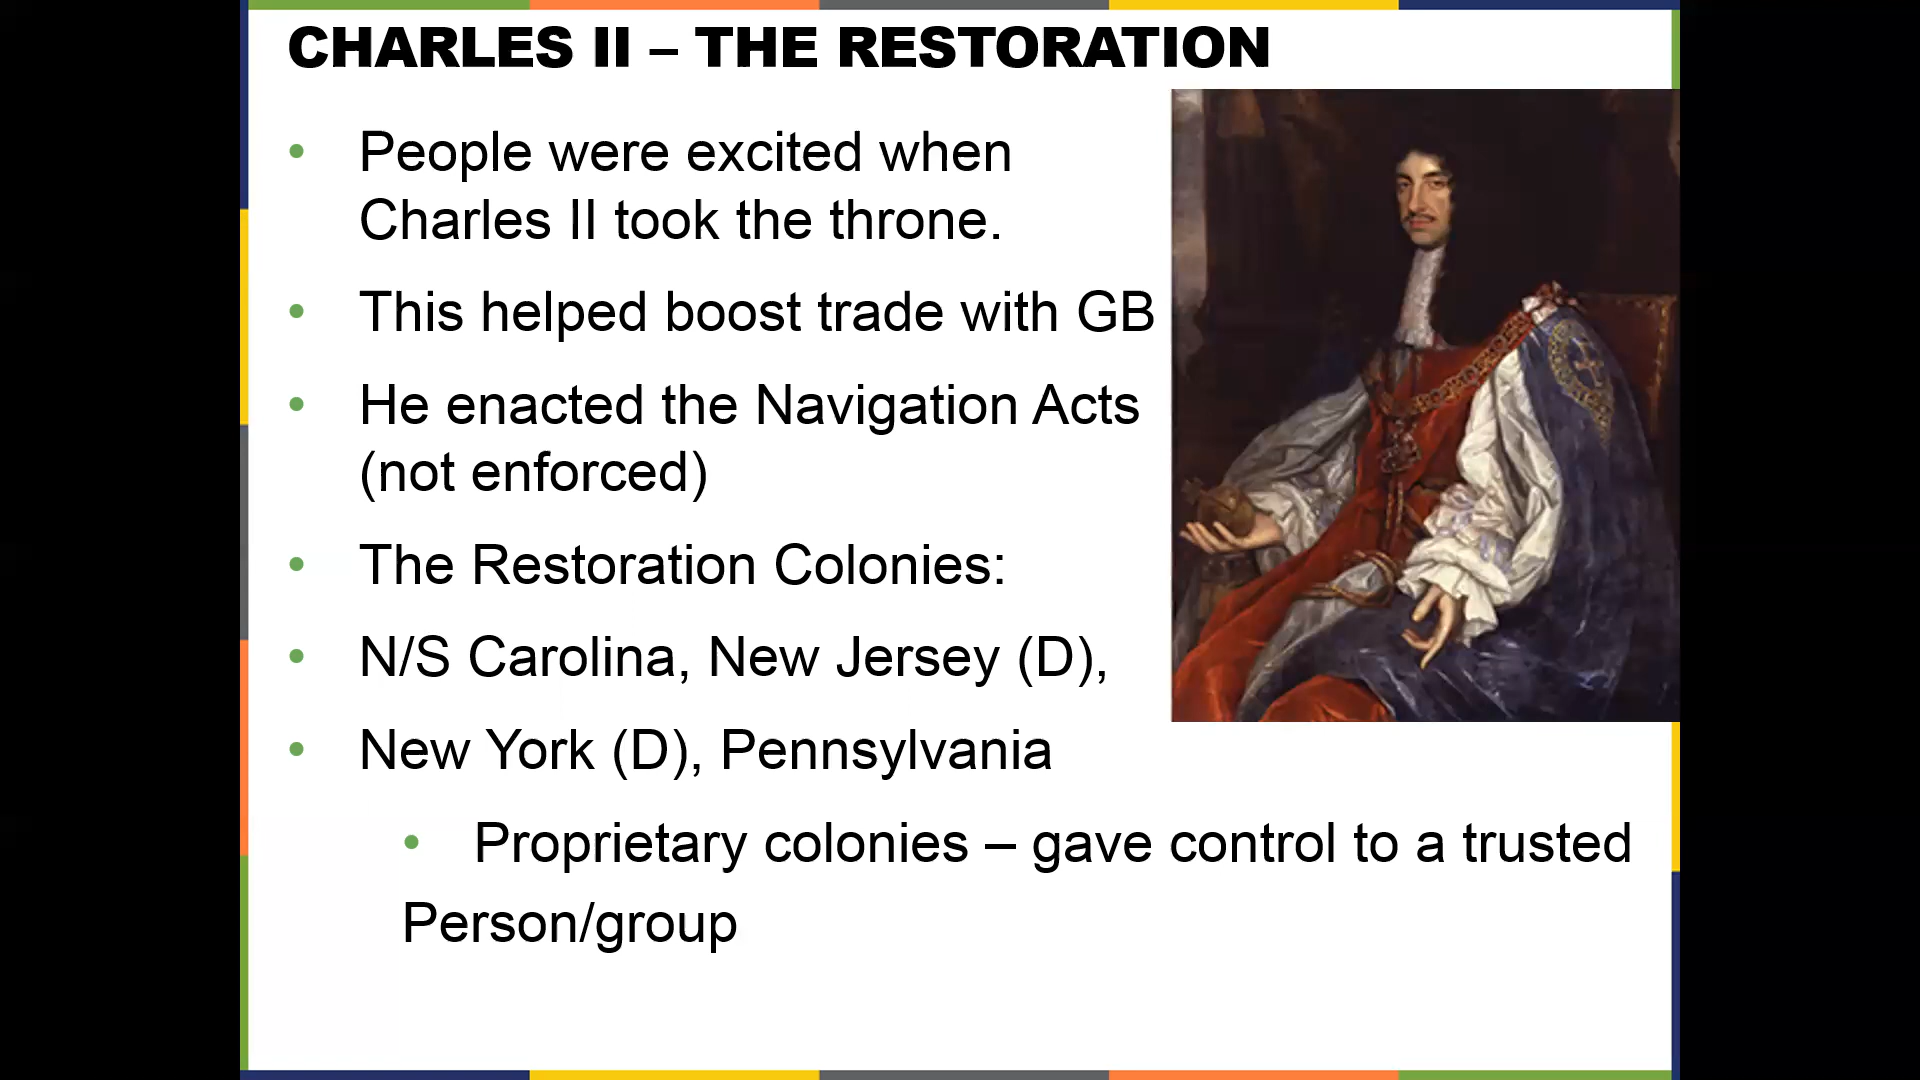 CHARLES II – THE RESTORATION
• People were excited when
Charles II took the throne.
• This helped boost trade with GB
• He enacted the Navigation Acts
(not enforced)
• The Restoration Colonies:
• N/S Carolina, New Jersey (D),
• New York (D), Pennsylvania
• Proprietary colonies – gave control to a trusted
Person/group